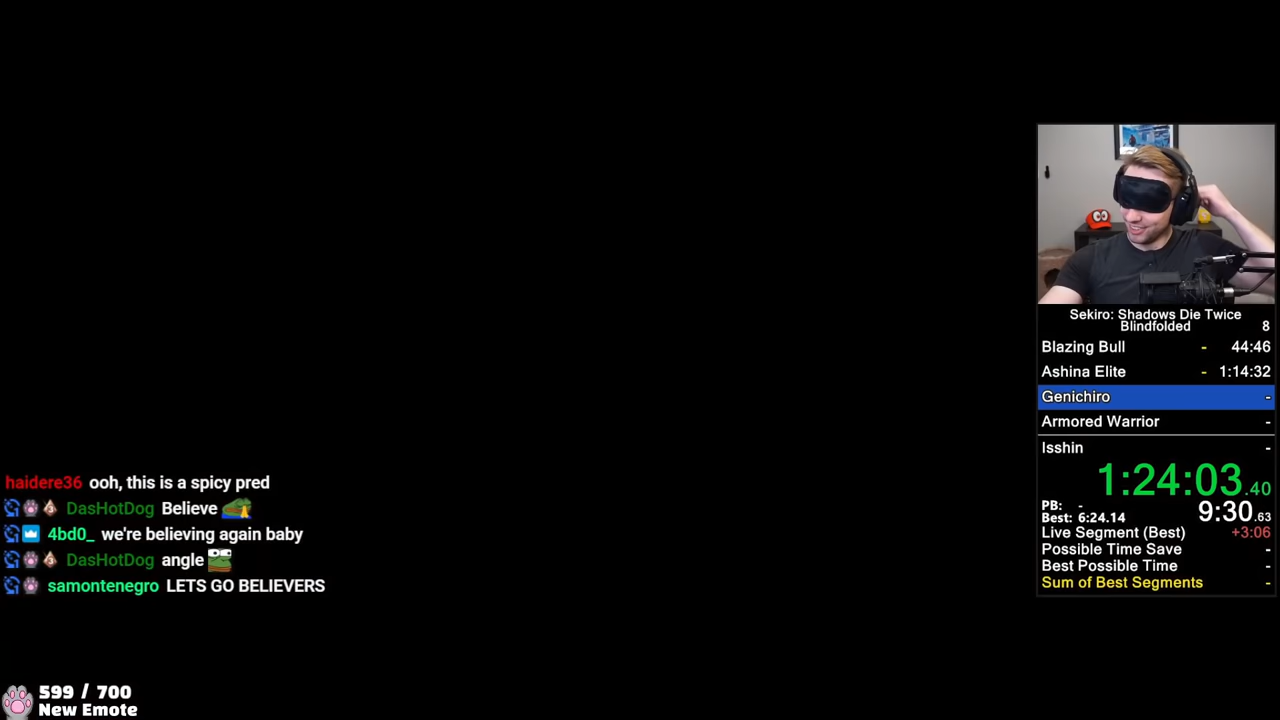 Sekiro: Shadows Die Twice
Blindfolded 8
Blazing Bull - 44:46
Ashina Elite - 1:14:32
Genichiro -
Armored Warrior -
Isshin -
1:24:03.40
PB: - 9:30.63
Best: 6:24.14
Live Segment (Best) +3:06
Possible Time Save -
Best Possible Time -
Sum of Best Segments -
haidere36 ooh, this is a spicy pred
DasHotDog Believe
4bd0_ we're believing again baby
DasHotDog angle
samontenegro LETS GO BELIEVERS
599 / 700
New Emote